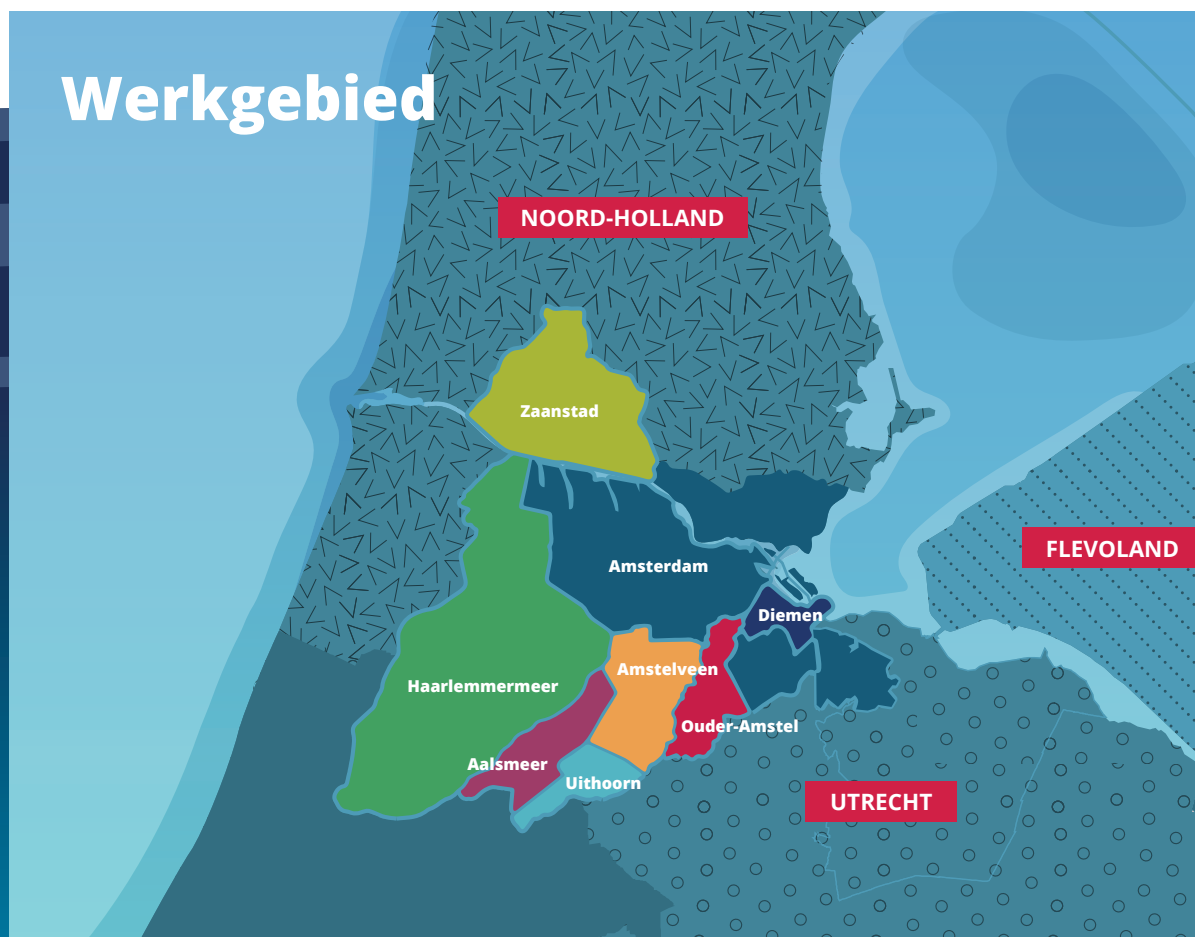 Werkgebied
NOORD-HOLLAND
Zaanstad
FLEVOLAND
Amsterdam
Diemen
Amstelveen
Haarlemmermeer
Ouder-Amstel
Aalsmeer
Uithoorn
UTRECHT